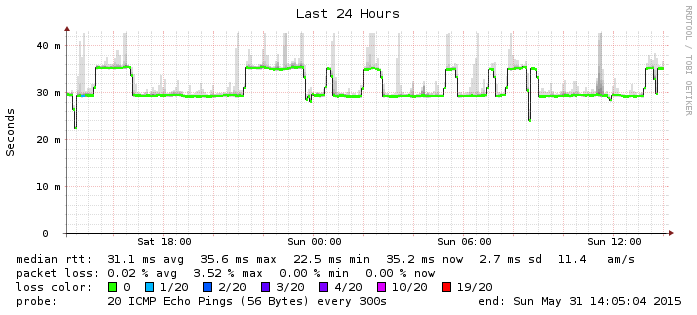 Last 24 Hours
RRDTOOL / TOBI OETIKER
Seconds
40 m
30 m
20 m
10 m
0
Sat 18:00 Sun 00:00 Sun 06:00 Sun 12:00
median rtt: 31.1 ms avg 35.6 ms max 22.5 ms min 35.2 ms now 2.7 ms sd 11.4 am/s
packet loss: 0.02 % avg 3.52 % max 0.00 % min 0.00 % now
loss color: 0 1/20 2/20 3/20 4/20 10/20 19/20
probe: 20 ICMP Echo Pings (56 Bytes) every 300s end: Sun May 31 14:05:04 2015